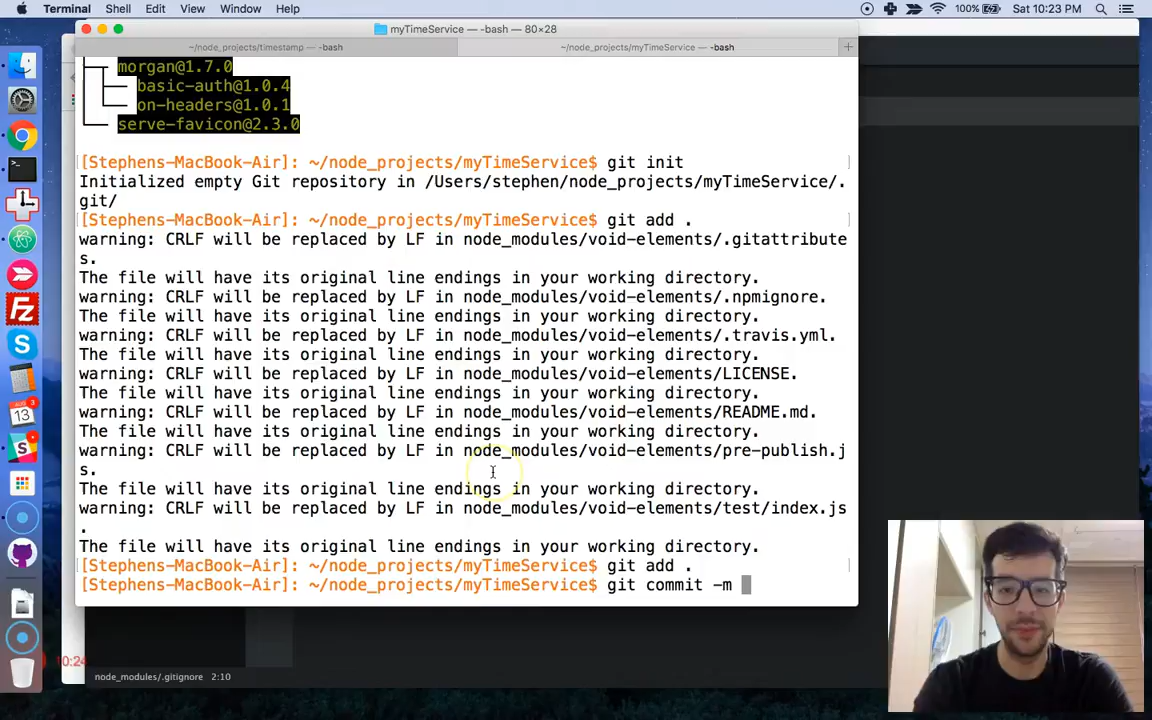 Terminal Shell Edit View Window Help 100% Sat 10:23 PM
myTimeService — -bash — 80×28
~/node_projects/timestamp — -bash ~/node_projects/myTimeService — -bash +
morgan@1.7.0
basic-auth@1.0.4
on-headers@1.0.1
serve-favicon@2.3.0
[Stephens-MacBook-Air]: ~/node_projects/myTimeService$ git init
Initialized empty Git repository in /Users/stephen/node_projects/myTimeService/.
git/
[Stephens-MacBook-Air]: ~/node_projects/myTimeService$ git add .
warning: CRLF will be replaced by LF in node_modules/void-elements/.gitattribute
s.
The file will have its original line endings in your working directory.
warning: CRLF will be replaced by LF in node_modules/void-elements/.npmignore.
The file will have its original line endings in your working directory.
warning: CRLF will be replaced by LF in node_modules/void-elements/.travis.yml.
The file will have its original line endings in your working directory.
warning: CRLF will be replaced by LF in node_modules/void-elements/LICENSE.
The file will have its original line endings in your working directory.
warning: CRLF will be replaced by LF in node_modules/void-elements/README.md.
The file will have its original line endings in your working directory.
warning: CRLF will be replaced by LF in node_modules/void-elements/pre-publish.j
s.
The file will have its original line endings in your working directory.
warning: CRLF will be replaced by LF in node_modules/void-elements/test/index.js
.
The file will have its original line endings in your working directory.
[Stephens-MacBook-Air]: ~/node_projects/myTimeService$ git add .
[Stephens-MacBook-Air]: ~/node_projects/myTimeService$ git commit -m
Fz
S
AUG
13
3
S
10:24
node_modules/.gitignore 2:10